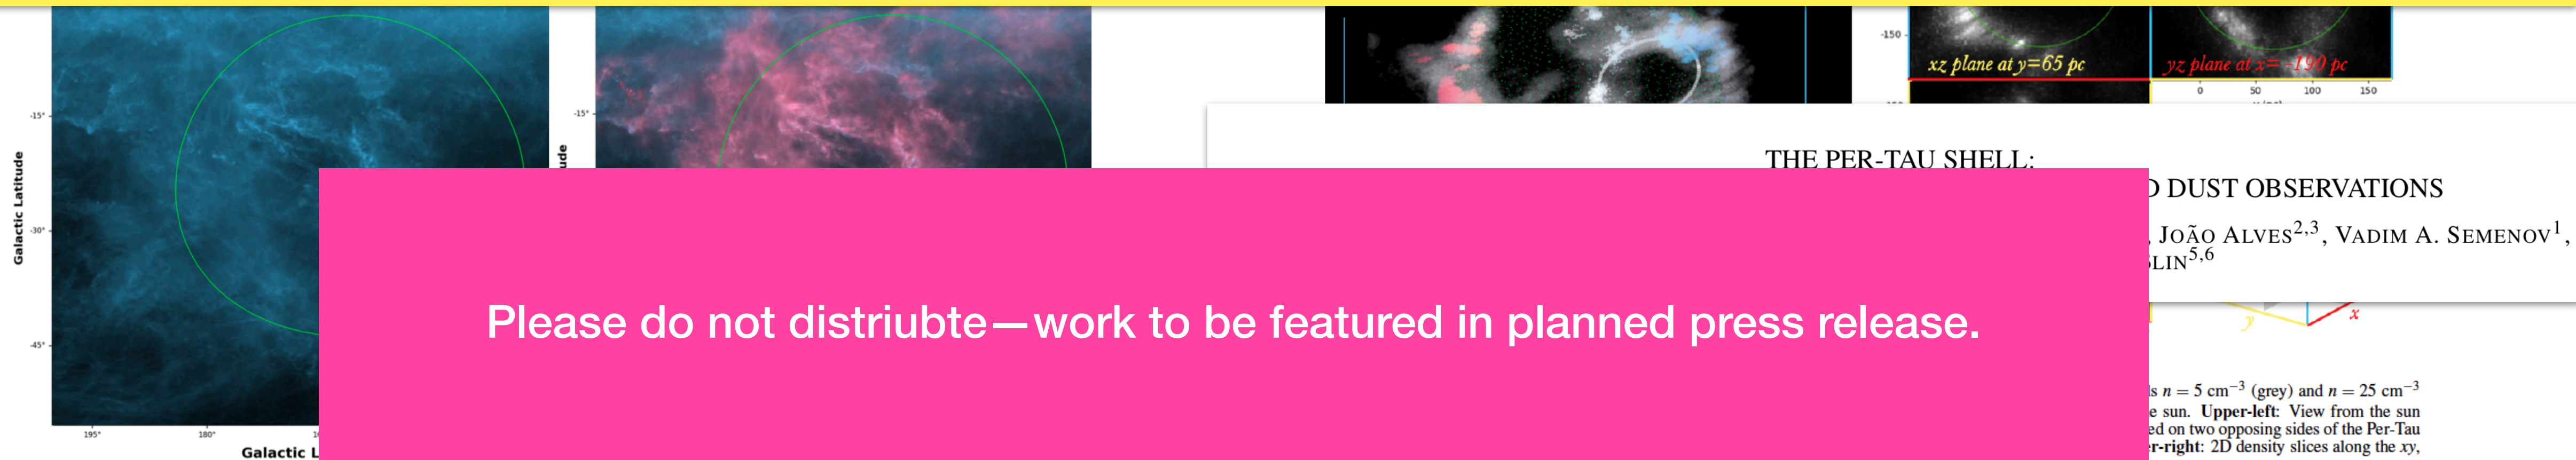 -15°
-30°
-45°
Galactic Latitude
195°
180°
Galactic L
-15°
ude
-150
xz plane at y=65 pc
yz plane at x= -190 pc
0 50 100 150
THE PER-TAU SHELL:
D DUST OBSERVATIONS
, JOÃO ALVES2,3, VADIM A. SEMENOV1,
LIN5,6
Please do not distriubte—work to be featured in planned press release.
y
x
ls n = 5 cm−3 (grey) and n = 25 cm−3
e sun. Upper-left: View from the sun
ed on two opposing sides of the Per-Tau
r-right: 2D density slices along the xy,